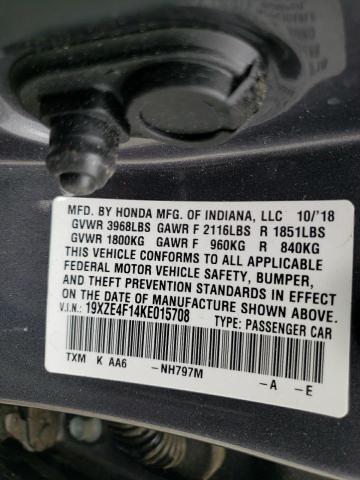 MFD. BY HONDA MFG. OF INDIANA, LLC 10/'18
GVWR 3968LBS GAWR F 2116LBS R 1851LBS
GVWR 1800KG GAWR F 960KG R 840KG
THIS VEHICLE CONFORMS TO ALL APPLICABLE
FEDERAL MOTOR VEHICLE SAFETY, BUMPER,
AND THEFT PREVENTION STANDARDS IN EFFECT
ON THE DATE OF MANUFACTURE SHOWN ABOVE.
V.I.N.: 19XZE4F14KE015708 TYPE: PASSENGER CAR
TXM K AA6 -NH797M -A -E